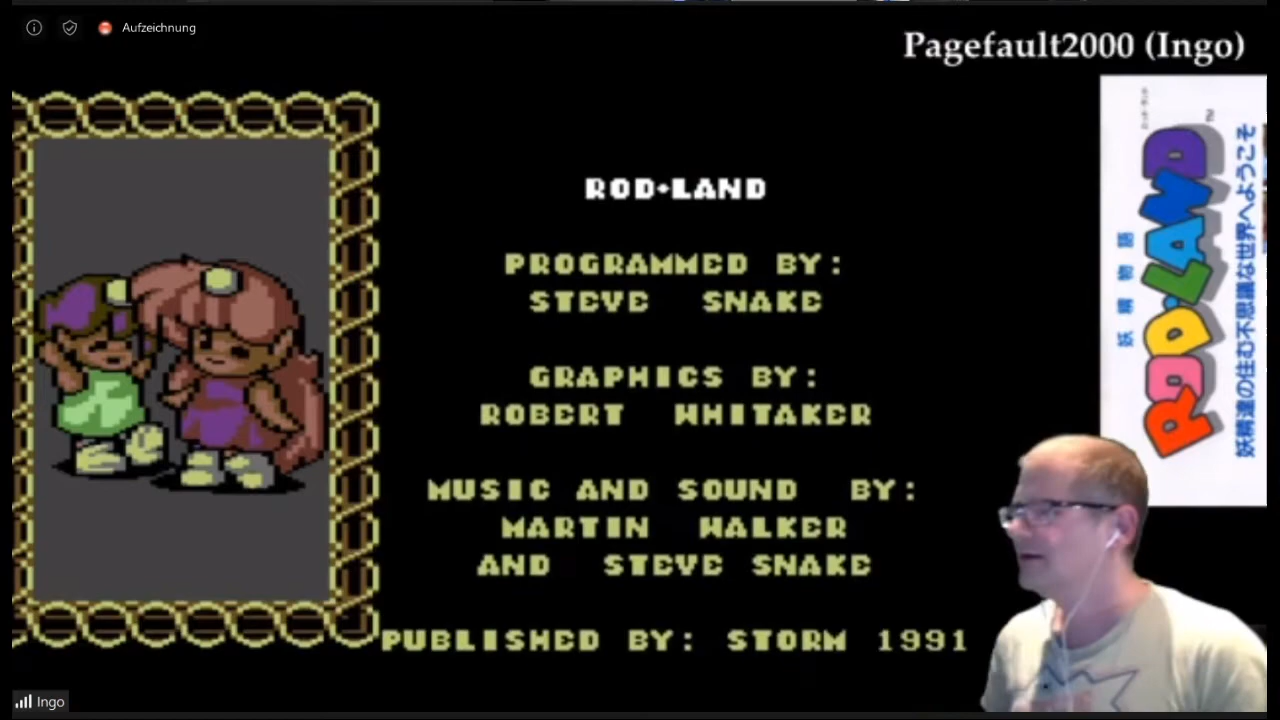 Aufzeichnung
Pagefault2000 (Ingo)
ROD•LAND
PROGRAMMED BY:
STEVE SNAKE
GRAPHICS BY:
ROBERT WHITAKER
MUSIC AND SOUND BY:
MARTIN WALKER
AND STEVE SNAKE
PUBLISHED BY: STORM 1991
妖精物語
ROD•LAND
妖精達の住む不思議な世界へようこそ
Ingo